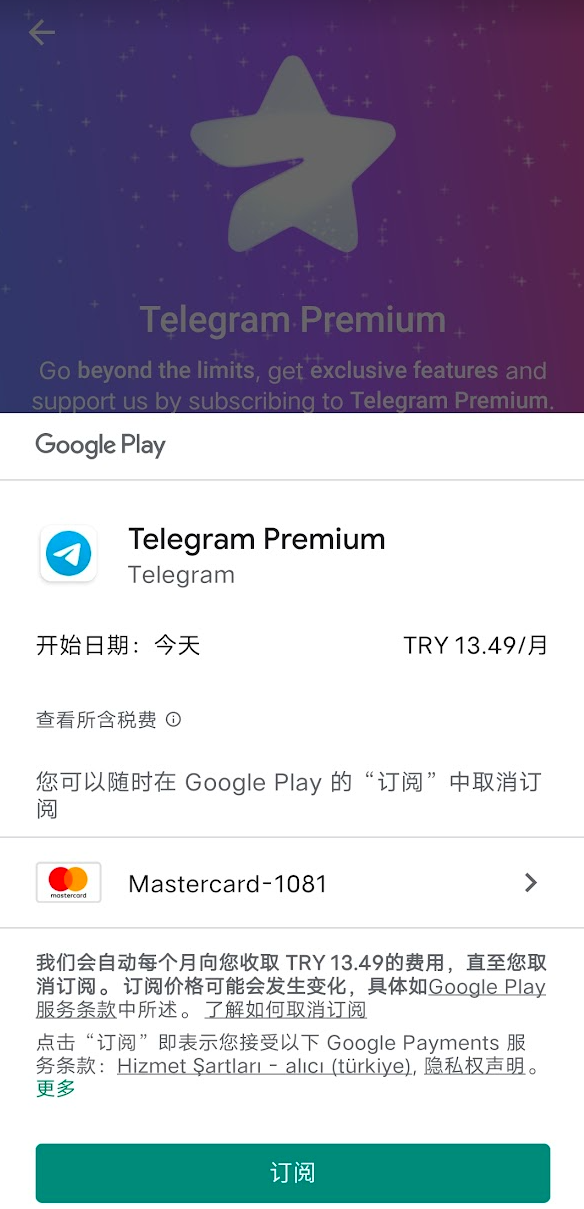 Telegram Premium
Go beyond the limits, get exclusive features and
support us by subscribing to Telegram Premium.
Google Play
Telegram Premium
Telegram
开始日期：今天 TRY 13.49/月
查看所含税费
您可以随时在 Google Play 的“订阅”中取消订
阅
mastercard Mastercard-1081
我们会自动每个月向您收取 TRY 13.49的费用，直至您取
消订阅。订阅价格可能会发生变化，具体如Google Play
服务条款中所述。 了解如何取消订阅
点击“订阅”即表示您接受以下 Google Payments 服
务条款：Hizmet Şartları - alıcı (türkiye), 隐私权声明。
更多
订阅